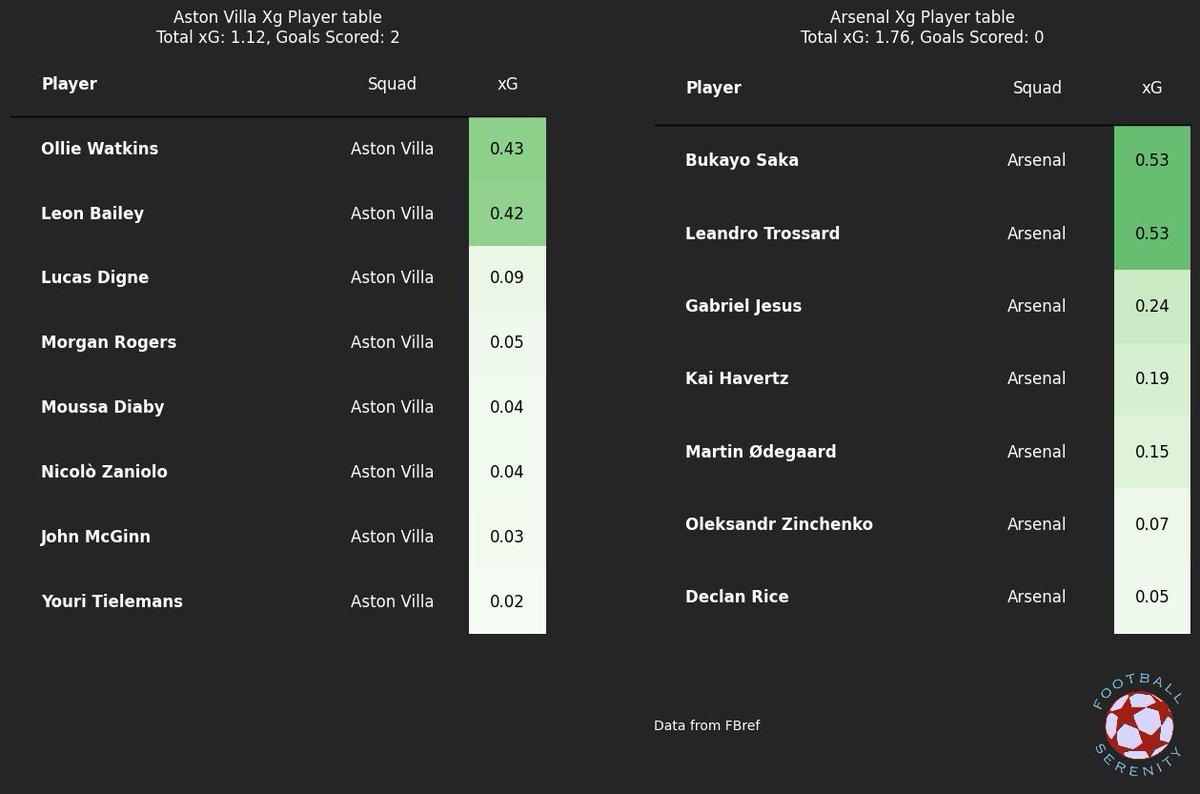 Aston Villa Xg Player table
Total xG: 1.12, Goals Scored: 2
Player Squad xG
Ollie Watkins Aston Villa 0.43
Leon Bailey Aston Villa 0.42
Lucas Digne Aston Villa 0.09
Morgan Rogers Aston Villa 0.05
Moussa Diaby Aston Villa 0.04
Nicolò Zaniolo Aston Villa 0.04
John McGinn Aston Villa 0.03
Youri Tielemans Aston Villa 0.02
Arsenal Xg Player table
Total xG: 1.76, Goals Scored: 0
Player Squad xG
Bukayo Saka Arsenal 0.53
Leandro Trossard Arsenal 0.53
Gabriel Jesus Arsenal 0.24
Kai Havertz Arsenal 0.19
Martin Ødegaard Arsenal 0.15
Oleksandr Zinchenko Arsenal 0.07
Declan Rice Arsenal 0.05
Data from FBref
FOOTBALL
SERENITY